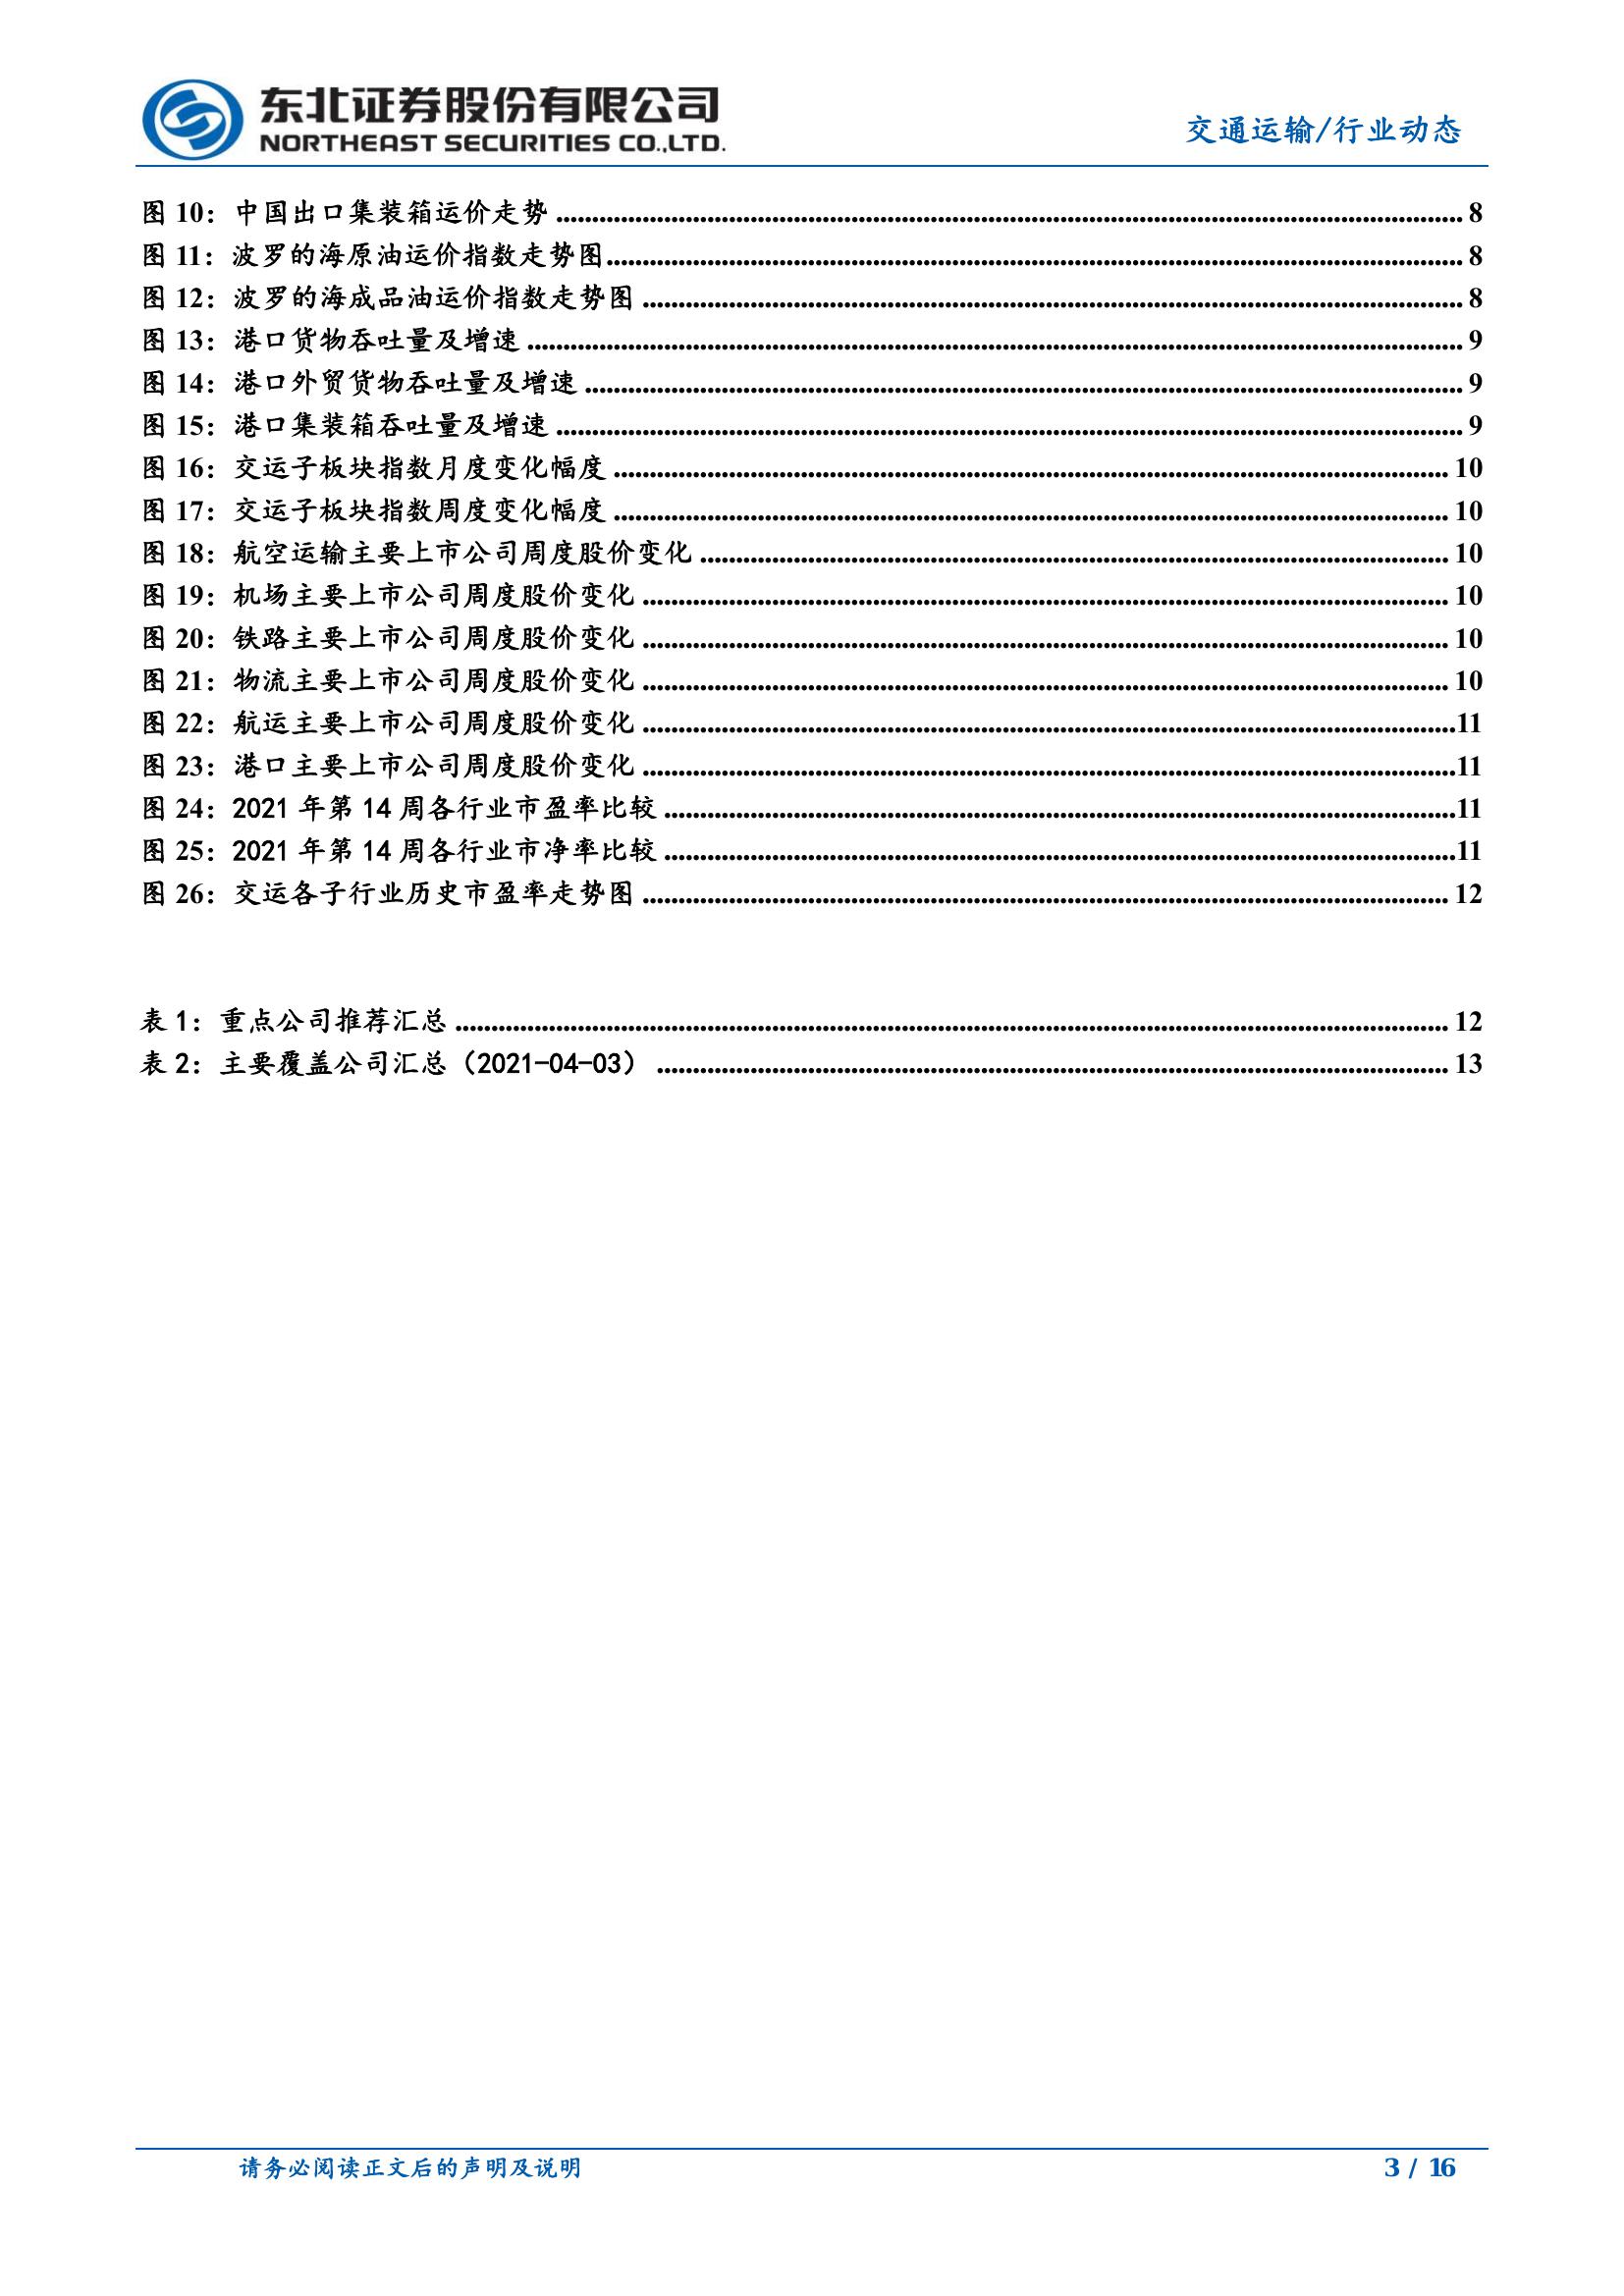 东北证券股份有限公司
NORTHEAST SECURITIES CO.,LTD.
交通运输/行业动态
图 10：中国出口集装箱运价走势 ........ 8
图 11：波罗的海原油运价指数走势图 ........ 8
图 12：波罗的海成品油运价指数走势图 ........ 8
图 13：港口货物吞吐量及增速 ........ 9
图 14：港口外贸货物吞吐量及增速 ........ 9
图 15：港口集装箱吞吐量及增速 ........ 9
图 16：交运子板块指数月度变化幅度 ........ 10
图 17：交运子板块指数周度变化幅度 ........ 10
图 18：航空运输主要上市公司周度股价变化 ........ 10
图 19：机场主要上市公司周度股价变化 ........ 10
图 20：铁路主要上市公司周度股价变化 ........ 10
图 21：物流主要上市公司周度股价变化 ........ 10
图 22：航运主要上市公司周度股价变化 ........ 11
图 23：港口主要上市公司周度股价变化 ........ 11
图 24：2021 年第 14 周各行业市盈率比较 ........ 11
图 25：2021 年第 14 周各行业市净率比较 ........ 11
图 26：交运各子行业历史市盈率走势图 ........ 12
表 1：重点公司推荐汇总 ........ 12
表 2：主要覆盖公司汇总（2021-04-03） ........ 13
请务必阅读正文后的声明及说明
3 / 16